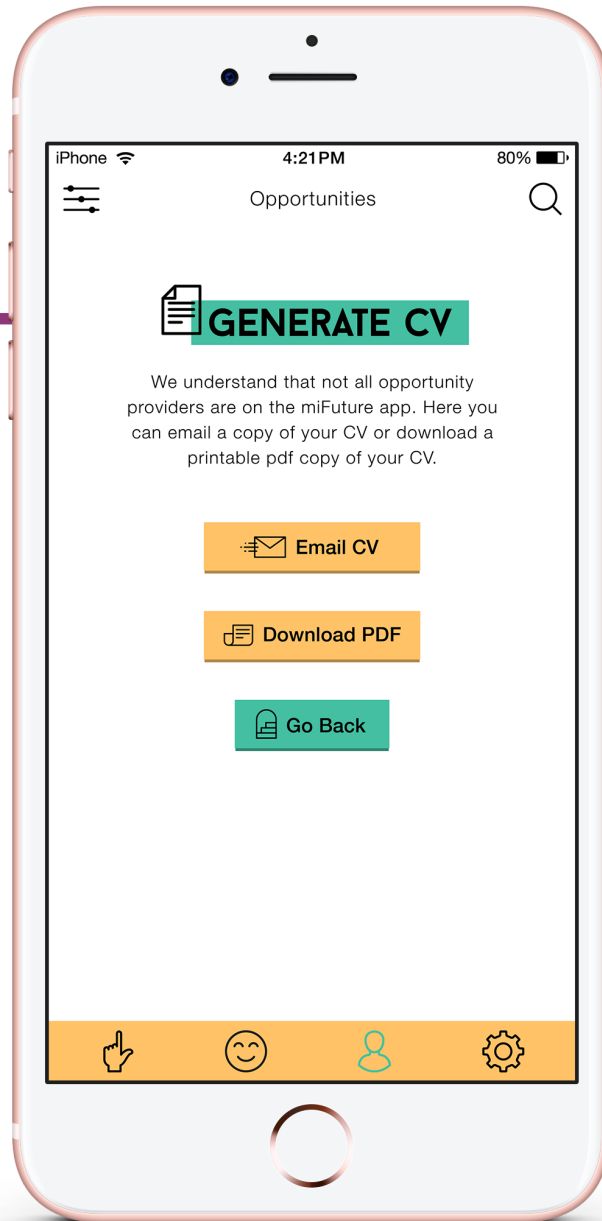 iPhone 4:21PM 80%
Opportunities
GENERATE CV
We understand that not all opportunity
providers are on the miFuture app. Here you
can email a copy of your CV or download a
printable pdf copy of your CV.
Email CV
Download PDF
Go Back